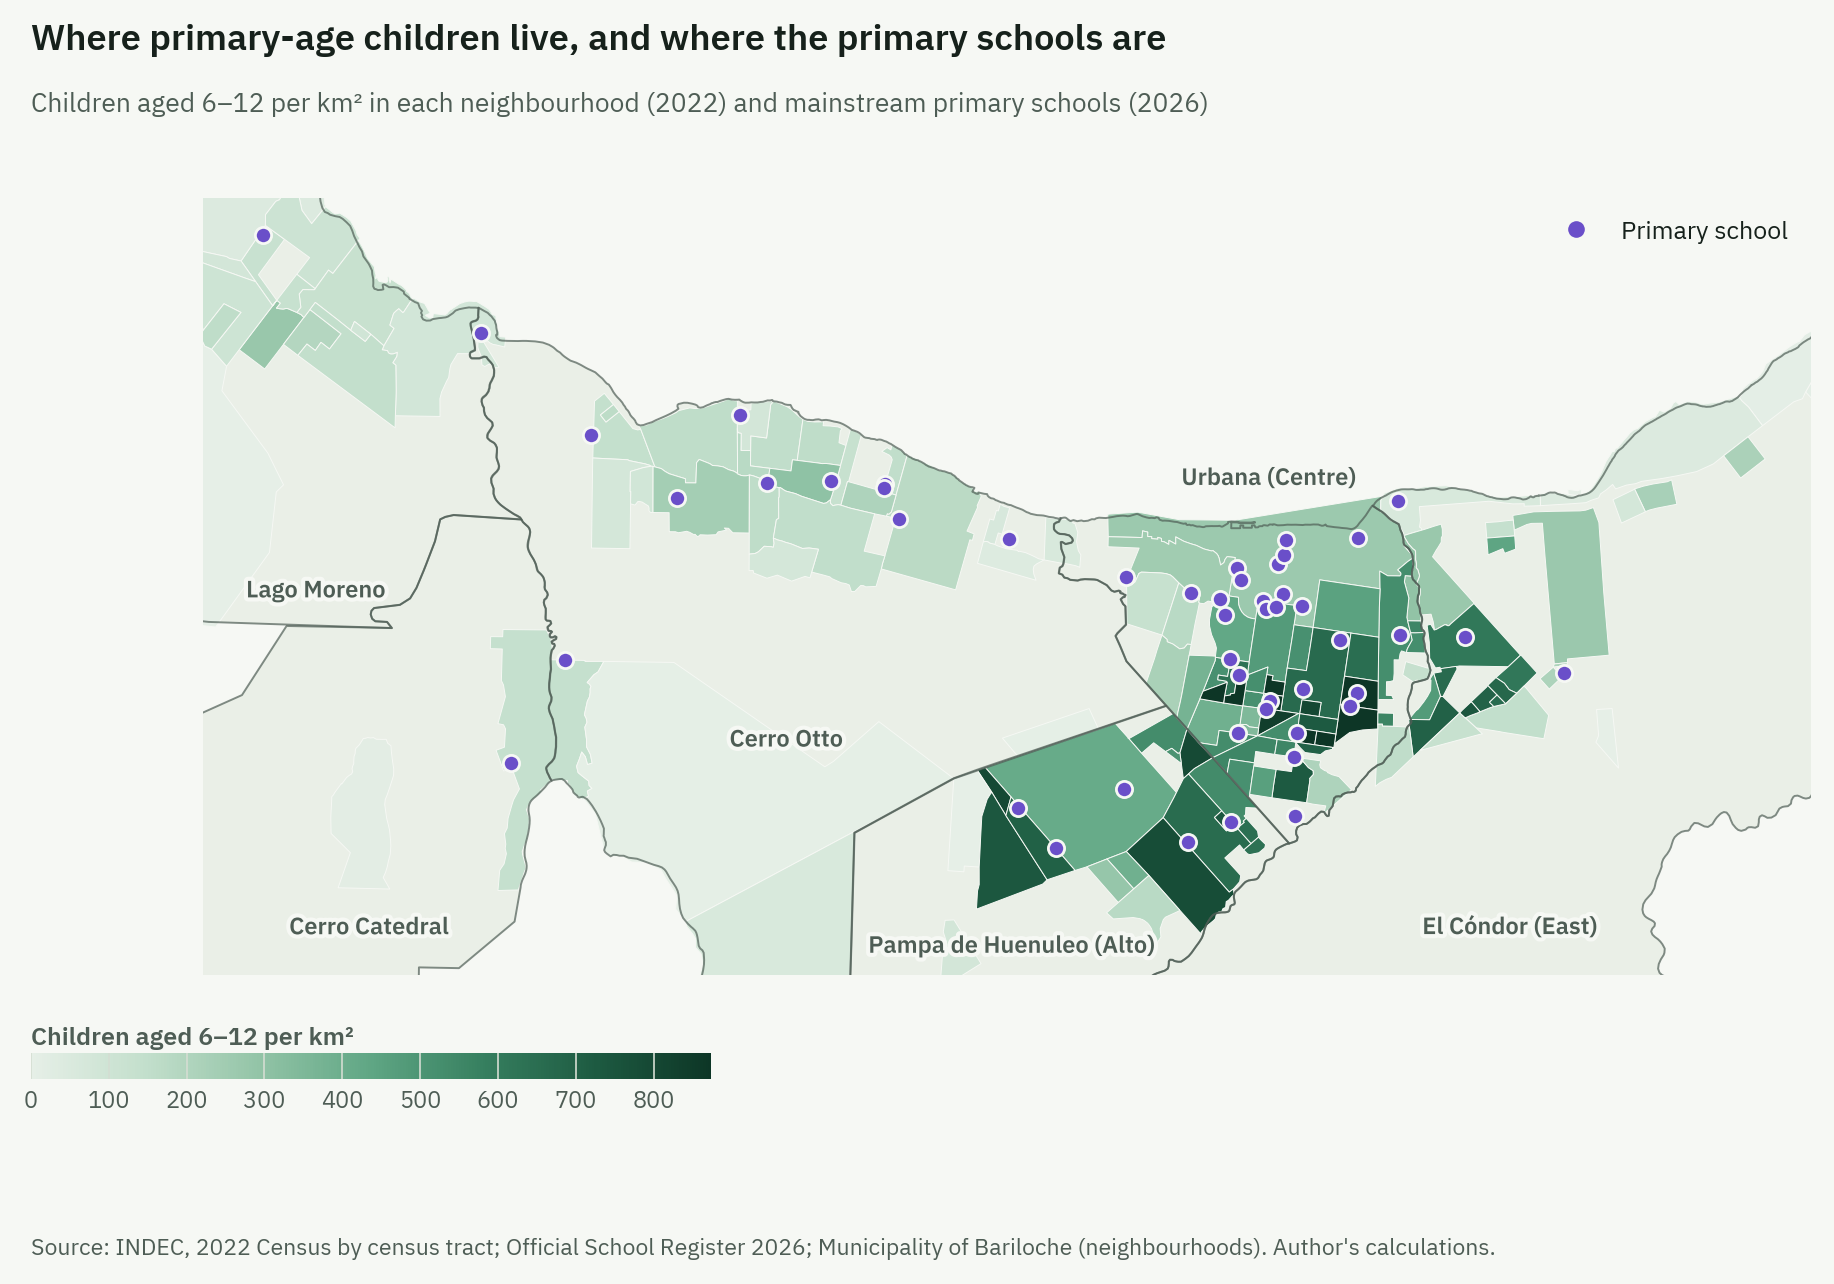 Where primary-age children live, and where the primary schools are
Children aged 6–12 per km² in each neighbourhood (2022) and mainstream primary schools (2026)
Primary school
Urbana (Centre)
Lago Moreno
Cerro Otto
Cerro Catedral
Pampa de Huenuleo (Alto)
El Cóndor (East)
Children aged 6–12 per km²
0 100 200 300 400 500 600 700 800
Source: INDEC, 2022 Census by census tract; Official School Register 2026; Municipality of Bariloche (neighbourhoods). Author's calculations.